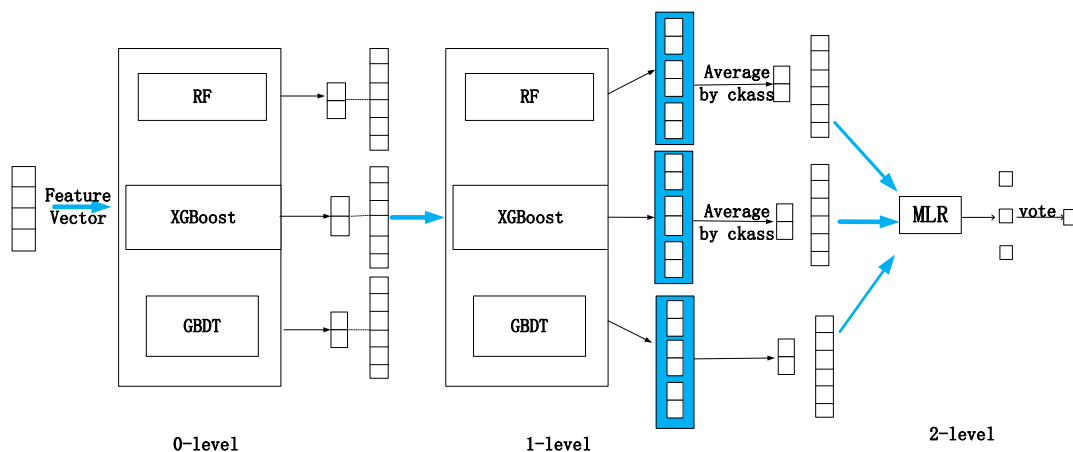 Feature
Vector
RF
XGBoost
GBDT
0-level
RF
XGBoost
GBDT
1-level
Average
by ckass
Average
by ckass
MLR
vote
2-level